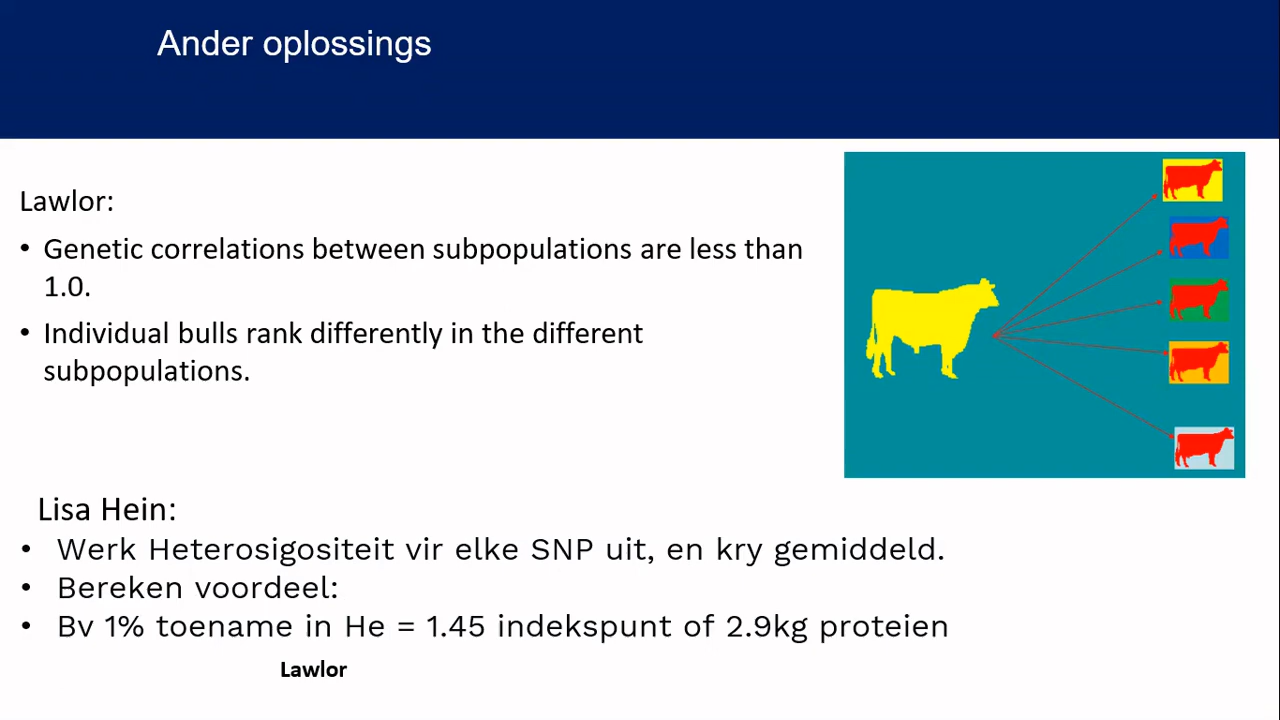 Ander oplossings
Lawlor:
• Genetic correlations between subpopulations are less than
1.0.
• Individual bulls rank differently in the different
subpopulations.
Lisa Hein:
• Werk Heterosigositeit vir elke SNP uit, en kry gemiddeld.
• Bereken voordeel:
• Bv 1% toename in He = 1.45 indekspunt of 2.9kg proteien
Lawlor